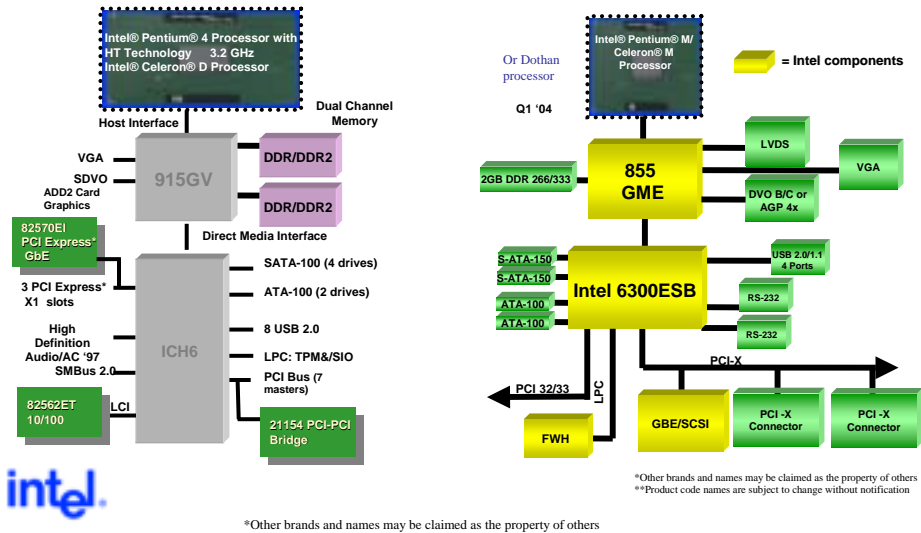 Intel® Pentium® 4 Processor with
HT Technology 3.2 GHz
Intel® Celeron® D Processor
Host Interface
Dual Channel
Memory
VGA
SDVO
ADD2 Card
Graphics
915GV
DDR/DDR2
DDR/DDR2
Direct Media Interface
82570EI
PCI Express*
GbE
3 PCI Express*
X1 slots
High
Definition
Audio/AC '97
SMBus 2.0
82562ET
10/100
LCI
ICH6
SATA-100 (4 drives)
ATA-100 (2 drives)
8 USB 2.0
LPC: TPM&/SIO
PCI Bus (7
masters)
21154 PCI-PCI
Bridge
Or Dothan
processor
Q1 '04
Intel® Pentium® M/
Celeron® M
Processor
= Intel components
2GB DDR 266/333
855
GME
LVDS
VGA
DVO B/C or
AGP 4x
S-ATA-150
S-ATA-150
ATA-100
ATA-100
Intel 6300ESB
USB 2.0/1.1
4 Ports
RS-232
RS-232
PCI-X
PCI 32/33
LPC
FWH
GBE/SCSI
PCI -X
Connector
PCI -X
Connector
*Other brands and names may be claimed as the property of others
**Product code names are subject to change without notification
intel.
*Other brands and names may be claimed as the property of others